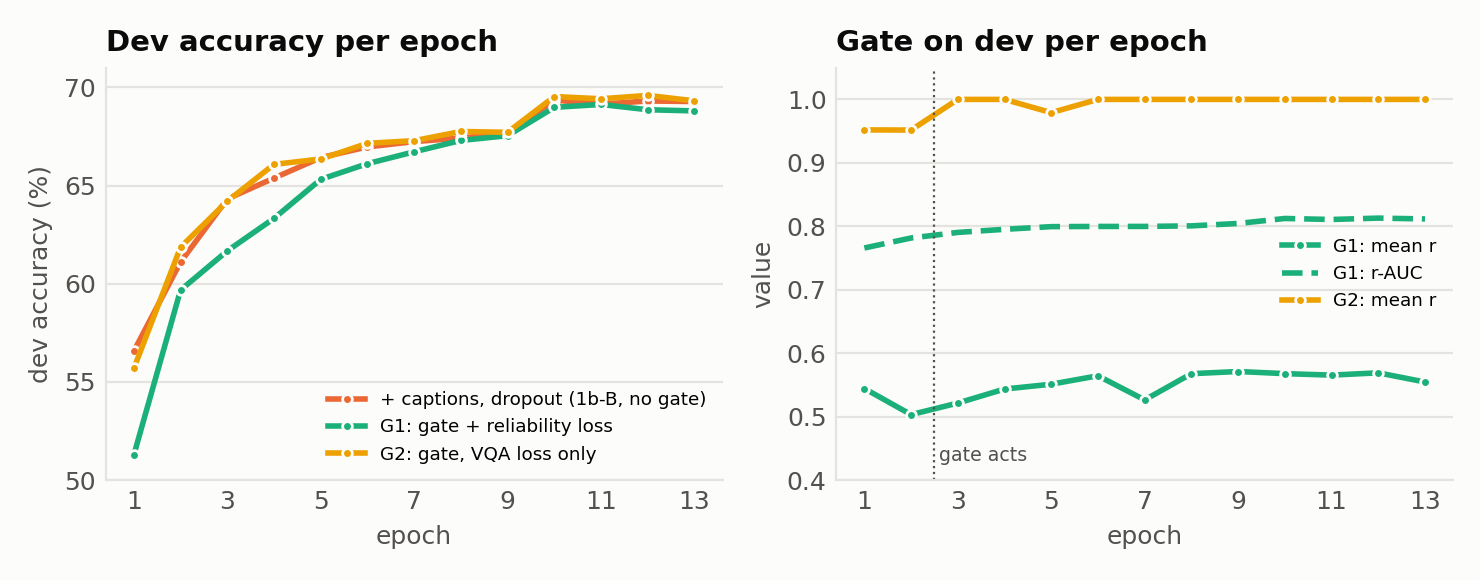 Dev accuracy per epoch
70
65
60
55
50
dev accuracy (%)
1 3 5 7 9 11 13
epoch
+ captions, dropout (1b-B, no gate)
G1: gate + reliability loss
G2: gate, VQA loss only
Gate on dev per epoch
1.0
0.9
0.8
0.7
0.6
0.5
0.4
value
1 3 5 7 9 11 13
epoch
G1: mean r
G1: r-AUC
G2: mean r
gate acts